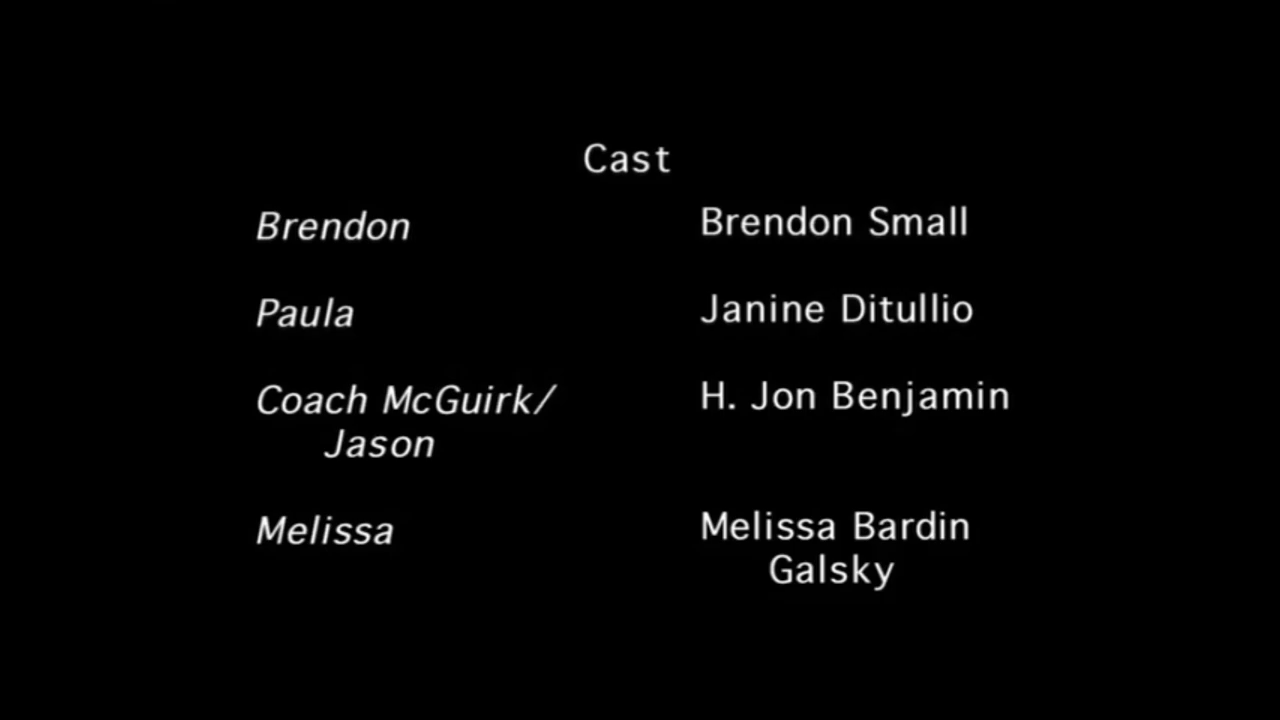 Cast
Brendon Brendon Small
Paula Janine Ditullio
Coach McGuirk/ H. Jon Benjamin
Jason
Melissa Melissa Bardin
Galsky